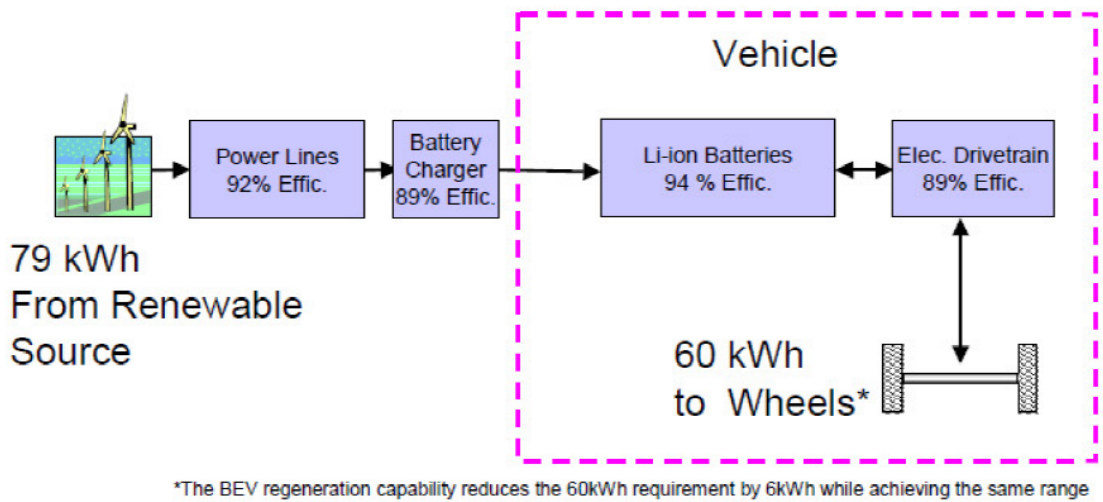 Vehicle
Power Lines
92% Effic.
Battery
Charger
89% Effic.
Li-ion Batteries
94 % Effic.
Elec. Drivetrain
89% Effic.
79 kWh
From Renewable
Source
60 kWh
to Wheels*
*The BEV regeneration capability reduces the 60kWh requirement by 6kWh while achieving the same range